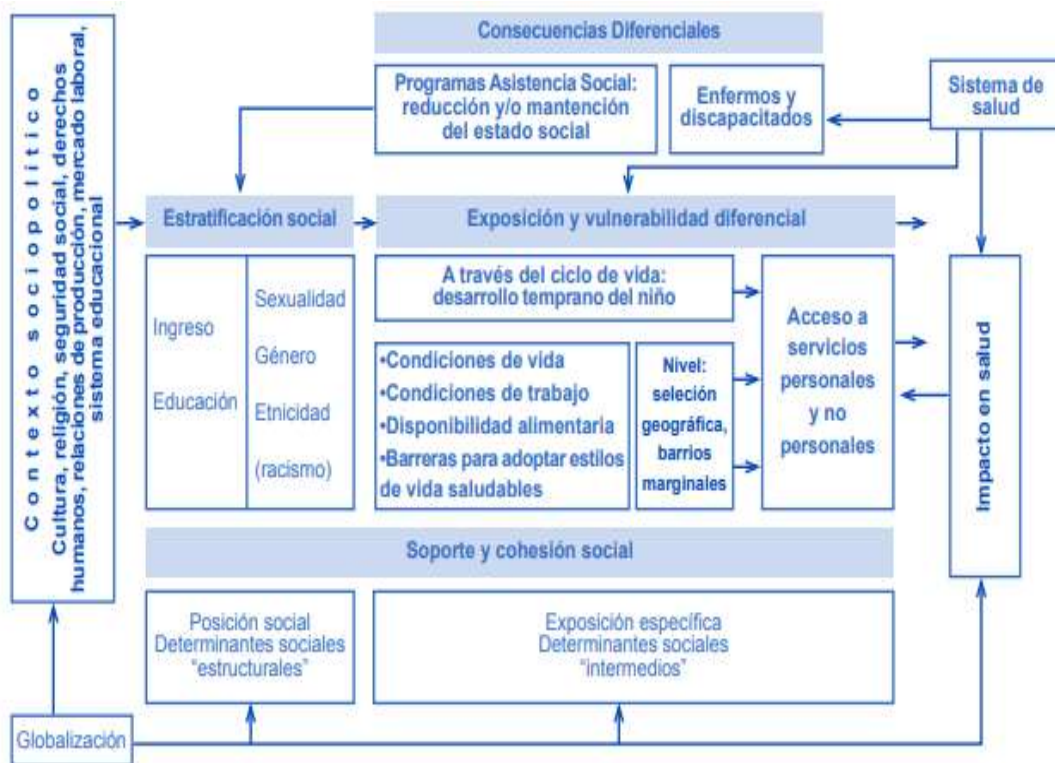 Contexto sociopolítico
Cultura, religión, seguridad social, derechos
humanos, relaciones de producción, mercado laboral,
sistema educacional
Consecuencias Diferenciales
Programas Asistencia Social:
reducción y/o mantención
del estado social
Enfermos y
discapacitados
Sistema de
salud
Estratificación social
Exposición y vulnerabilidad diferencial
Ingreso
Educación
Sexualidad
Género
Etnicidad
(racismo)
A través del ciclo de vida:
desarrollo temprano del niño
•Condiciones de vida
•Condiciones de trabajo
•Disponibilidad alimentaria
•Barreras para adoptar estilos
de vida saludables
Nivel:
seleción
geográfica,
barrios
marginales
Acceso a
servicios
personales
y no
personales
Impacto en salud
Soporte y cohesión social
Posición social
Determinantes sociales
“estructurales”
Exposición específica
Determinantes sociales
“intermedios”
Globalización